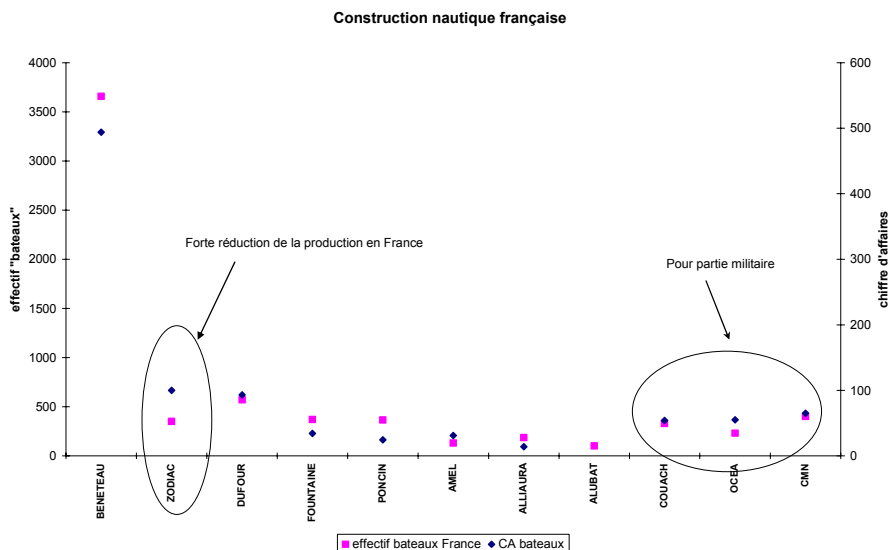 Construction nautique française
4000
3500
3000
2500
2000
1500
1000
500
0
effectif "bateaux"
600
500
400
300
200
100
0
chiffre d'affaires
Forte réduction de la production en France
Pour partie militaire
BENETEAU
ZODIAC
DUFOUR
FOUNTAINE
PONCIN
AMEL
ALLIAURA
ALUBAT
COUACH
OCEA
CMN
effectif bateaux France
CA bateaux